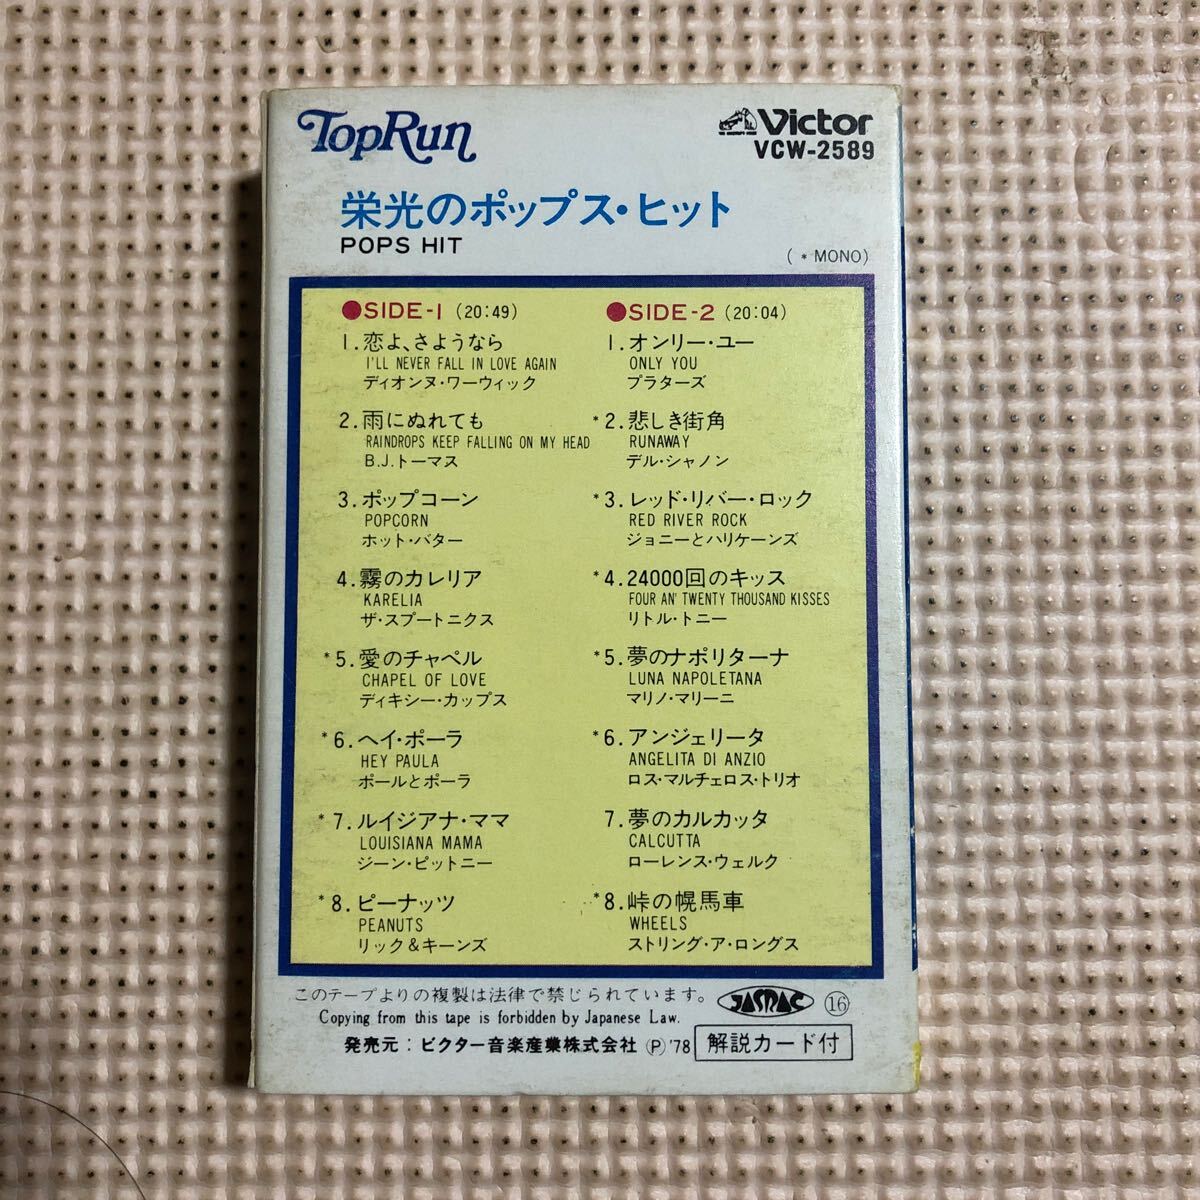 TopRun
Victor
VCW-2589
栄光のポップス・ヒット
POPS HIT
( * MONO)
●SIDE-1 (20:49)
1. 恋よ、さようなら
I'LL NEVER FALL IN LOVE AGAIN
ディオンヌ・ワーウィック
2. 雨にぬれても
RAINDROPS KEEP FALLING ON MY HEAD
B.J.トーマス
3. ポップコーン
POPCORN
ホット・バター
4. 霧のカレリア
KARELIA
ザ・スプートニクス
*5. 愛のチャペル
CHAPEL OF LOVE
ディキシー・カップス
*6. ヘイ・ポーラ
HEY PAULA
ポールとポーラ
*7. ルイジアナ・ママ
LOUISIANA MAMA
ジーン・ピットニー
*8. ピーナッツ
PEANUTS
リック&キーンズ
●SIDE-2 (20:04)
1. オンリー・ユー
ONLY YOU
プラターズ
*2. 悲しき街角
RUNAWAY
デル・シャノン
*3. レッド・リバー・ロック
RED RIVER ROCK
ジョニーとハリケーンズ
*4. 24000回のキッス
FOUR AN' TWENTY THOUSAND KISSES
リトル・トニー
*5. 夢のナポリターナ
LUNA NAPOLETANA
マリノ・マリーニ
*6. アンジェリータ
ANGELITA DI ANZIO
ロス・マルチェロス・トリオ
7. 夢のカルカッタ
CALCUTTA
ローレンス・ウェルク
*8. 峠の幌馬車
WHEELS
ストリング・ア・ロングス
このテープよりの複製は法律で禁じられています。
JASRAC ⑯
Copying from this tape is forbidden by Japanese Law.
発売元：ビクター音楽産業株式会社 Ⓟ '78
解説カード付